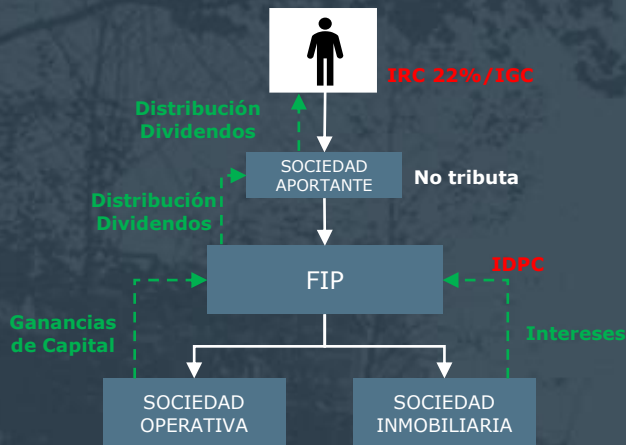 IRC 22%/IGC
Distribución
Dividendos
SOCIEDAD
APORTANTE
No tributa
Distribución
Dividendos
FIP
IDPC
Ganancias
de Capital
Intereses
SOCIEDAD
OPERATIVA
SOCIEDAD
INMOBILIARIA